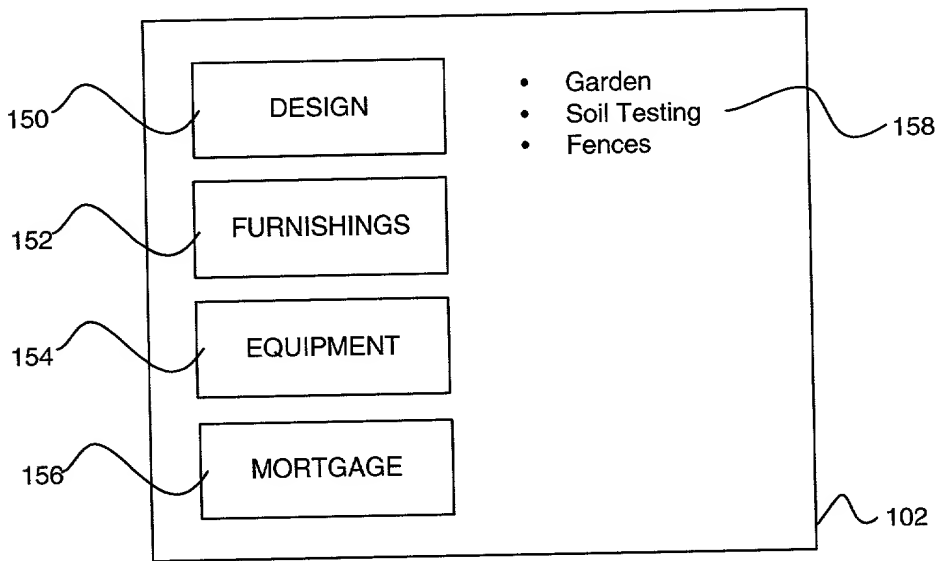 150
DESIGN
• Garden
• Soil Testing
• Fences
158
152
FURNISHINGS
154
EQUIPMENT
156
MORTGAGE
102